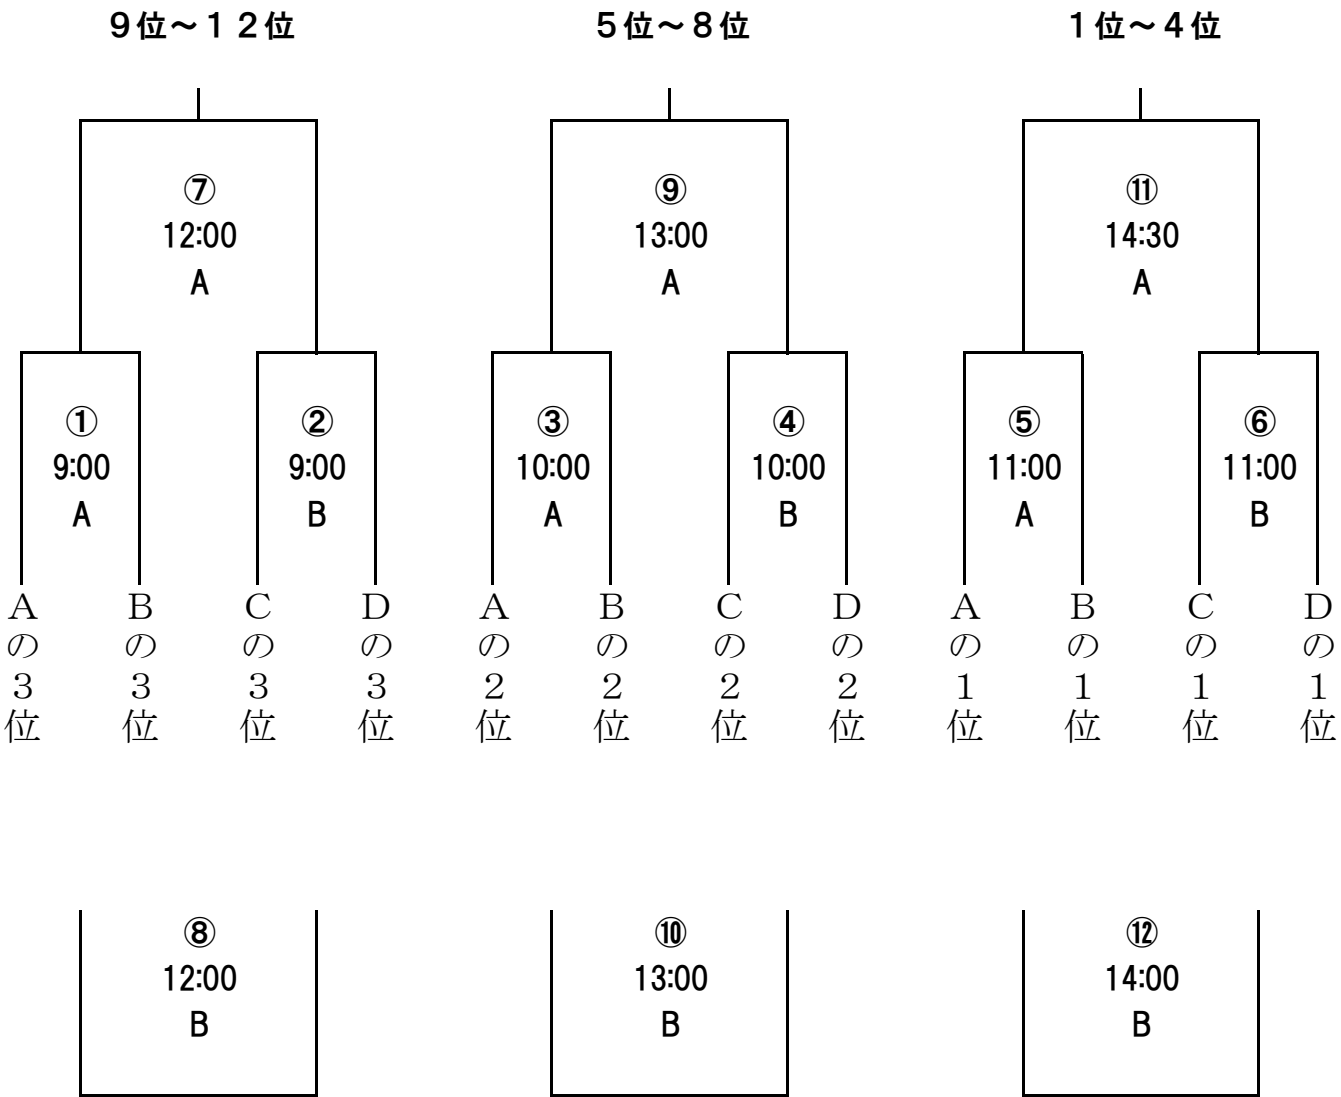 ９位～１２位
５位～８位
１位～４位
⑦
12:00
A
⑨
13:00
A
⑪
14:30
A
①
9:00
A
②
9:00
B
③
10:00
A
④
10:00
B
⑤
11:00
A
⑥
11:00
B
Ａの３位
Ｂの３位
Ｃの３位
Ｄの３位
Ａの２位
Ｂの２位
Ｃの２位
Ｄの２位
Ａの１位
Ｂの１位
Ｃの１位
Ｄの１位
⑧
12:00
B
⑩
13:00
B
⑫
14:00
B